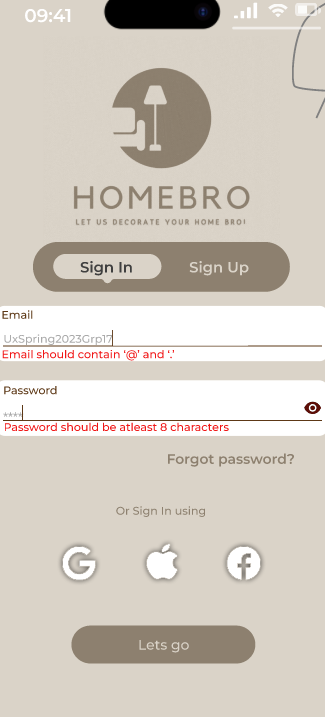 09:41
HOMEBRO
LET US DECORATE YOUR HOME BRO!
Sign In
Sign Up
Email
UxSpring2023Grp17
Email should contain ‘@’ and ‘.’
Password
****
Password should be atleast 8 characters
Forgot password?
Or Sign In using
Lets go